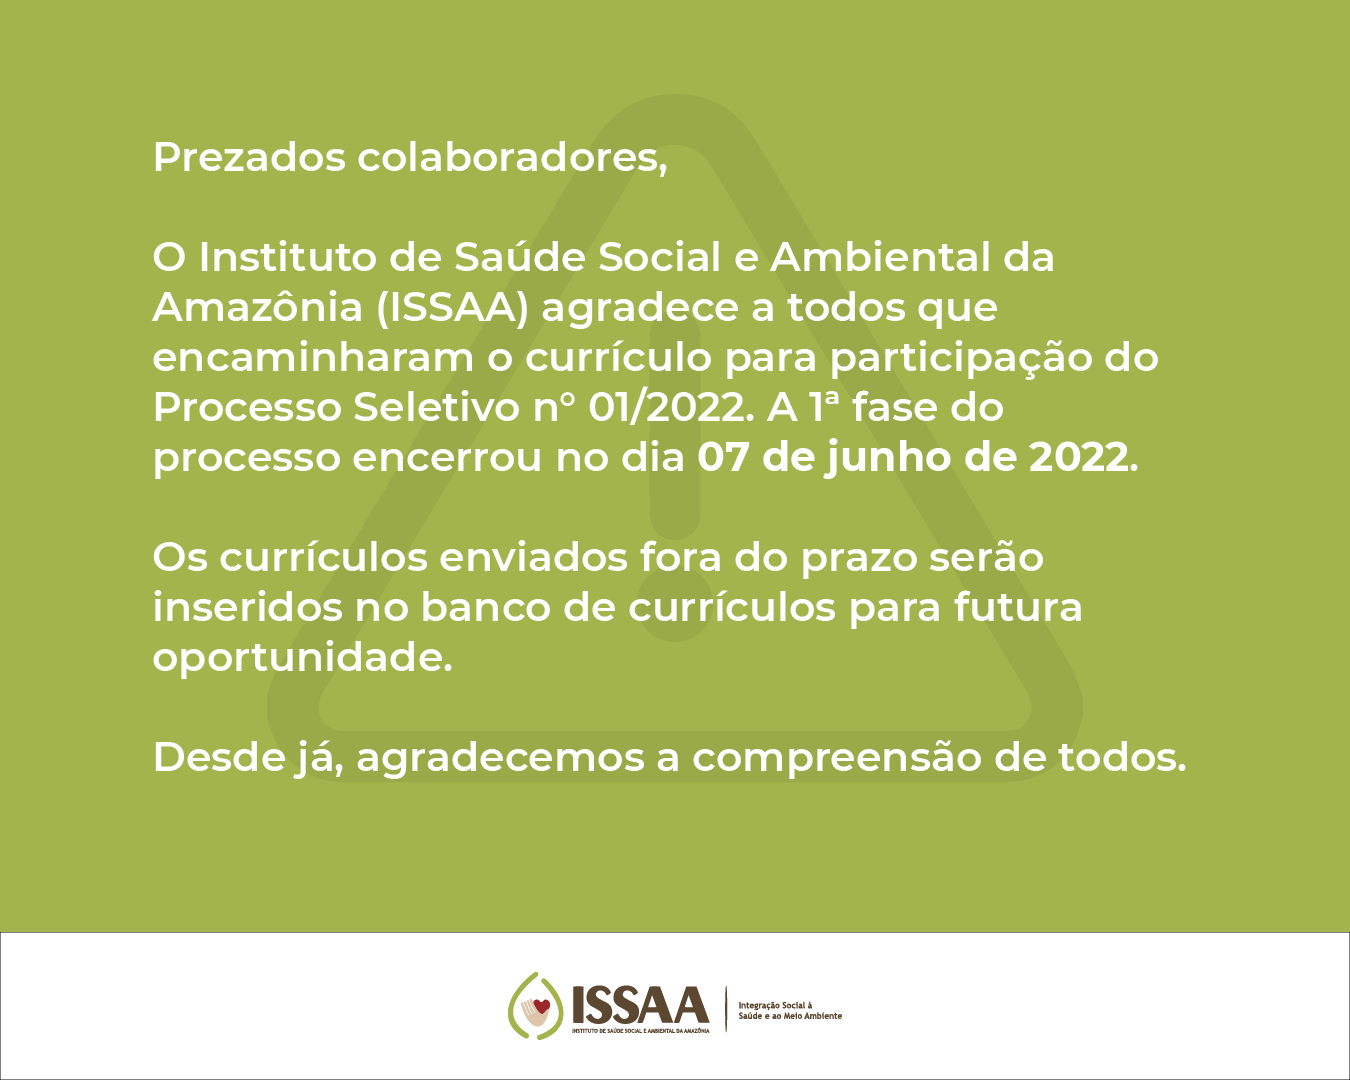 Prezados colaboradores,
O Instituto de Saúde Social e Ambiental da
Amazônia (ISSAA) agradece a todos que
encaminharam o currículo para participação do
Processo Seletivo n° 01/2022. A 1ª fase do
processo encerrou no dia 07 de junho de 2022.
Os currículos enviados fora do prazo serão
inseridos no banco de currículos para futura
oportunidade.
Desde já, agradecemos a compreensão de todos.
ISSAA
INSTITUTO DE SAÚDE SOCIAL E AMBIENTAL DA AMAZÔNIA
Integração Social à
Saúde e ao Meio Ambiente